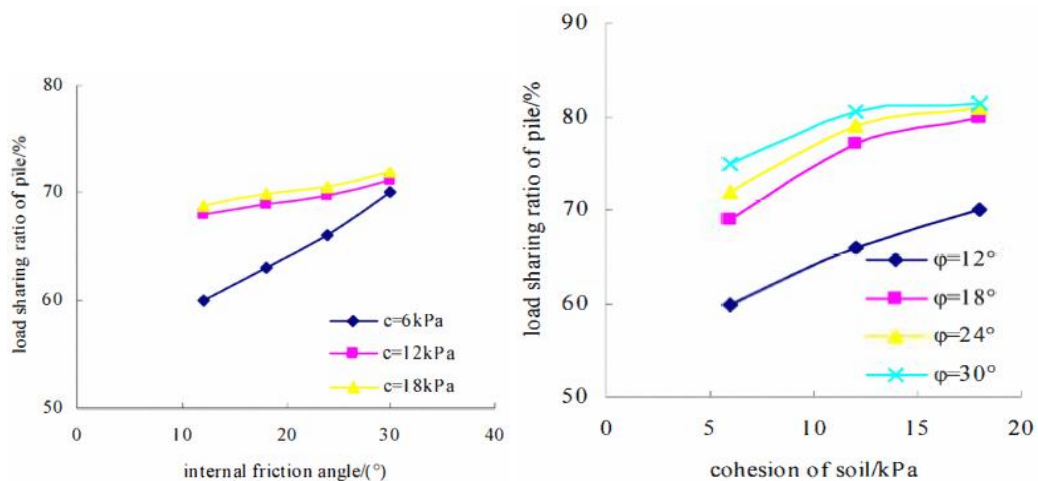 80
70
60
50
0
10
20
30
40
load sharing ratio of pile/%
internal friction angle/(°)
c=6kPa
c=12kPa
c=18kPa
90
80
70
60
50
0
5
10
15
20
load sharing ratio of pile/%
cohesion of soil/kPa
φ=12°
φ=18°
φ=24°
φ=30°